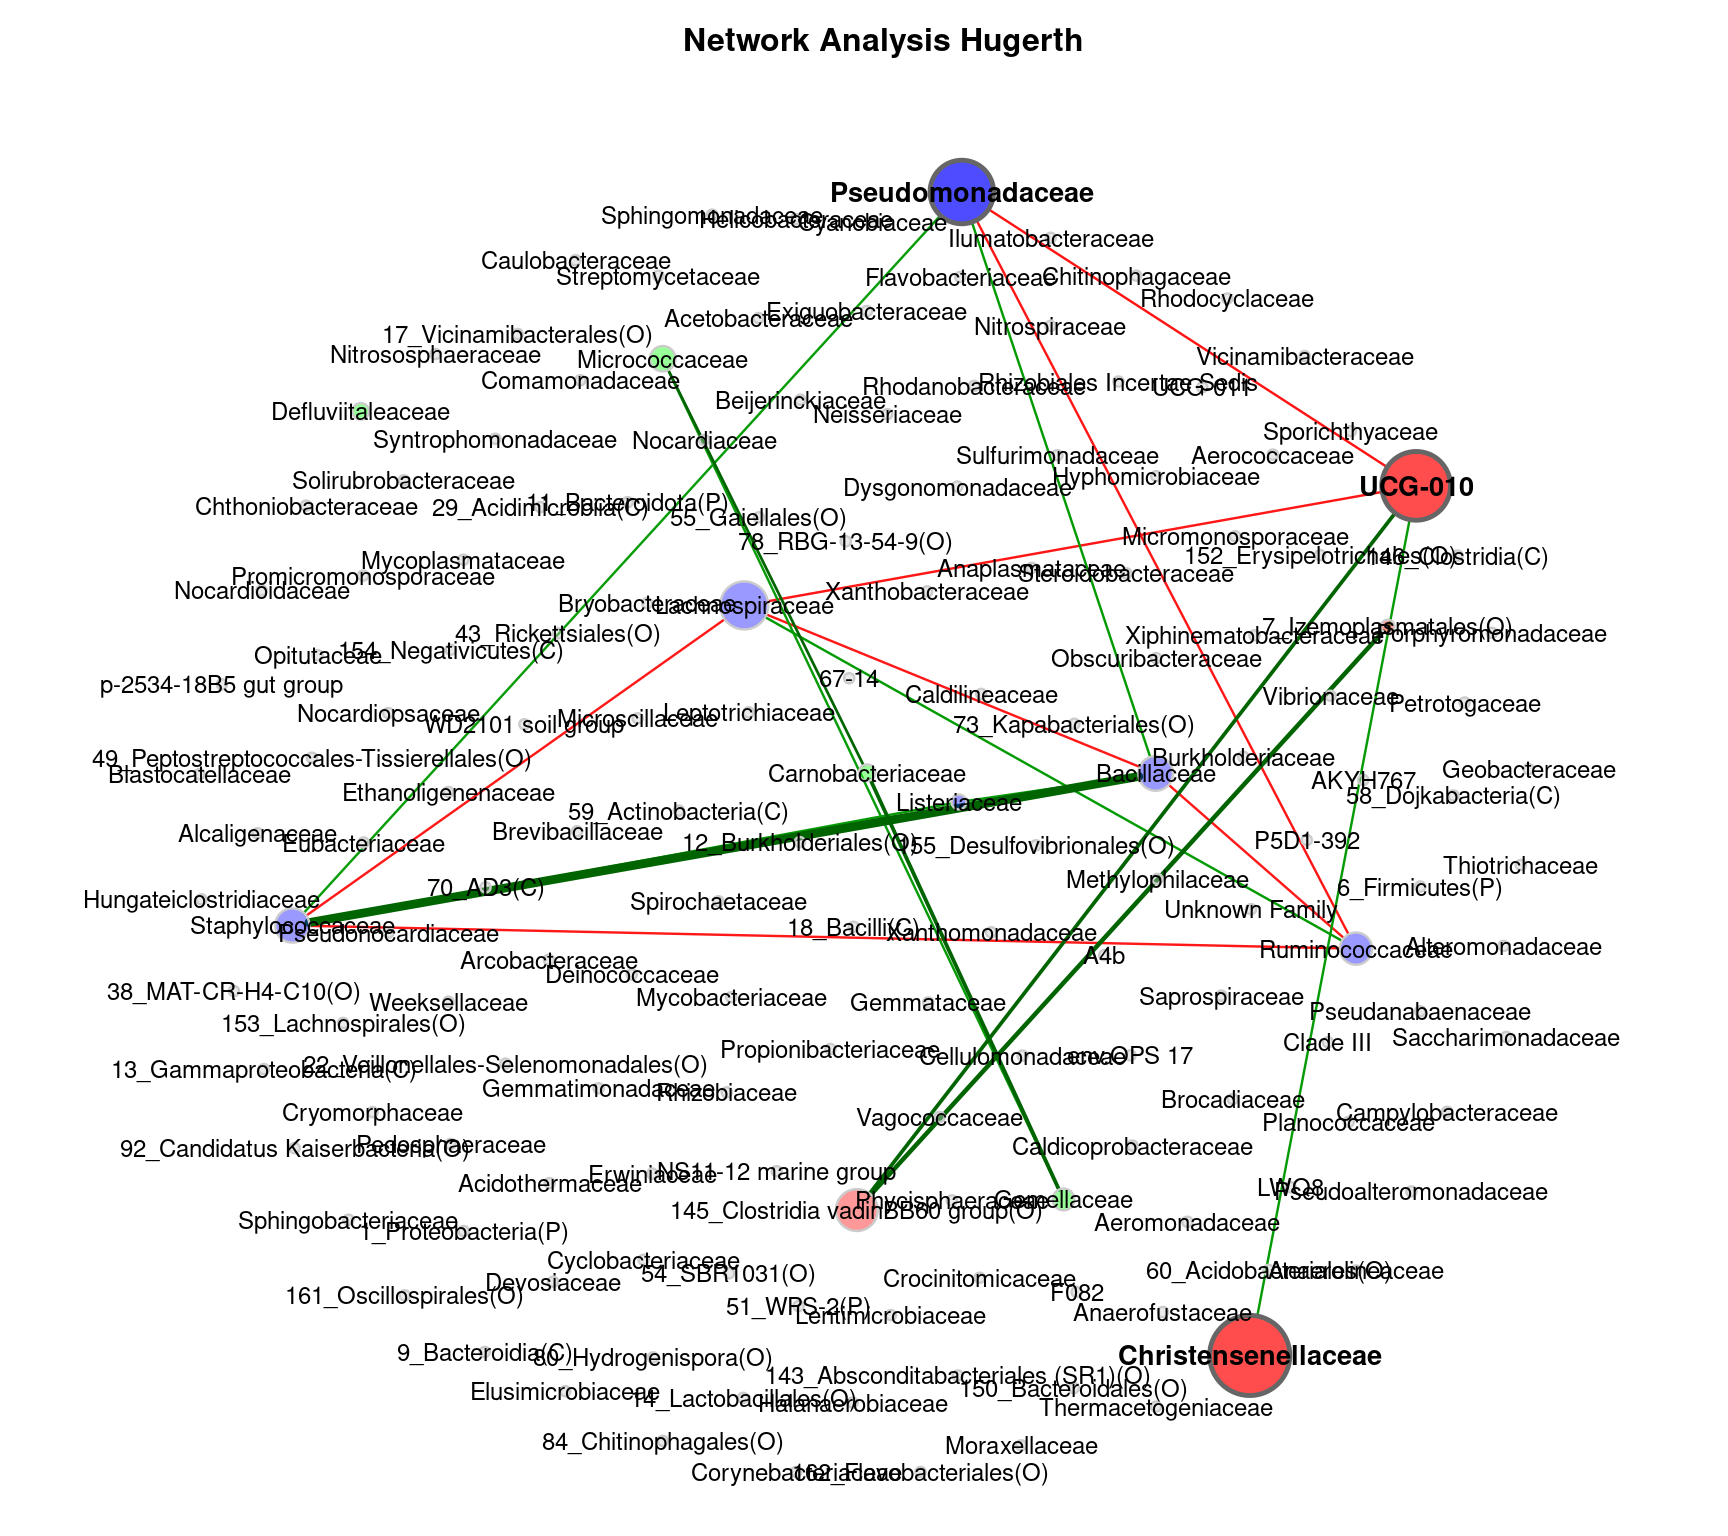 Network Analysis Hugerth
Pseudomonadaceae
Sphingomonadaceae
Helicobacteraceae
Cyanobiaceae
Ilumatobacteraceae
Caulobacteraceae
Streptomycetaceae
Flavobacteriaceae
Chitinophagaceae
Rhodocyclaceae
Acetobacteraceae
Exiguobacteraceae
Nitrospiraceae
17_Vicinamibacterales(O)
Nitrososphaeraceae
Micrococcaceae
Vicinamibacteraceae
Comamonadaceae
Rhodanobacteraceae
Rhizobiales Incertae Sedis
UCG-011
Beijerinckiaceae
Neisseriaceae
Defluviitaleaceae
Syntrophomonadaceae
Nocardiaceae
Sporichthyaceae
Sulfurimonadaceae
Aerococcaceae
Solirubrobacteraceae
Hyphomicrobiaceae
Dysgonomonadaceae
UCG-010
Chthoniobacteraceae
29_Acidimicrobiia(C)
11_Bacteroidota(P)
55_Gaiellales(O)
78_RBG-13-54-9(O)
Micromonosporaceae
152_Erysipelotrichales(O)
146_Clostridia(C)
Mycoplasmataceae
Promicromonosporaceae
Nocardioidaceae
Anaplasmataceae
Steroidobacteraceae
Xanthobacteraceae
Bryobacteraceae
Lachnospiraceae
43_Rickettsiales(O)
154_Negativicutes(C)
Opitutaceae
Xiphinematobacteraceae
7_Izemoplasmatales(O)
Porphyromonadaceae
Obscuribacteraceae
p-2534-18B5 gut group
67-14
Caldilineaceae
Vibrionaceae
Petrotogaceae
Nocardiopsaceae
WD2101 soil group
Microscillaceae
Leptotrichiaceae
73_Kapabacteriales(O)
49_Peptostreptococcales-Tissierellales(O)
Blastocatellaceae
Carnobacteriaceae
Bacillaceae
Burkholderiaceae
AKYH767
Geobacteraceae
58_Dojkabacteria(C)
Ethanoligenenaceae
59_Actinobacteria(C)
Listeriaceae
Alcaligenaceae
Eubacteriaceae
Brevibacillaceae
12_Burkholderiales(O)
155_Desulfovibrionales(O)
P5D1-392
Thiotrichaceae
Hungateiclostridiaceae
70_AD3(C)
Spirochaetaceae
Methylophilaceae
6_Firmicutes(P)
Unknown Family
Staphylococcaceae
Pseudonocardiaceae
18_Bacilli(C)
Xanthomonadaceae
A4b
Ruminococcaceae
Alteromonadaceae
Arcobacteraceae
Deinococcaceae
38_MAT-CR-H4-C10(O)
Weeksellaceae
Mycobacteriaceae
Gemmataceae
Saprospiraceae
Pseudanabaenaceae
153_Lachnospirales(O)
Clade III
Saccharimonadaceae
Propionibacteriaceae
Cellulomonadaceae
env.OPS 17
13_Gammaproteobacteria(C)
22_Veillonellales-Selenomonadales(O)
Gemmatimonadaceae
Rhizobiaceae
Brocadiaceae
Cryomorphaceae
Vagococcaceae
Planococcaceae
Campylobacteraceae
92_Candidatus Kaiserbacteria(O)
Pedosphaeraceae
Caldicoprobacteraceae
Acidothermaceae
Erwiniaceae
NS11-12 marine group
145_Clostridia vadinBB60 group(O)
Phycisphaeraceae
Gemellaceae
LWQ8
Pseudoalteromonadaceae
Sphingobacteriaceae
1_Proteobacteria(P)
Aeromonadaceae
Cyclobacteriaceae
Devosiaceae
54_SBR1031(O)
Crocinitomicaceae
F082
60_Acidobacteriales(O)
Anaerolineaceae
161_Oscillospirales(O)
51_WPS-2(P)
Lentimicrobiaceae
Anaerofustaceae
9_Bacteroidia(C)
80_Hydrogenispora(O)
Christensenellaceae
Elusimicrobiaceae
14_Lactobacillales(O)
Halanaerobiaceae
143_Absconditabacteriales (SR1)(O)
150_Bacteroidales(O)
Thermacetogeniaceae
84_Chitinophagales(O)
Moraxellaceae
Corynebacteriaceae
162_Flavobacteriales(O)